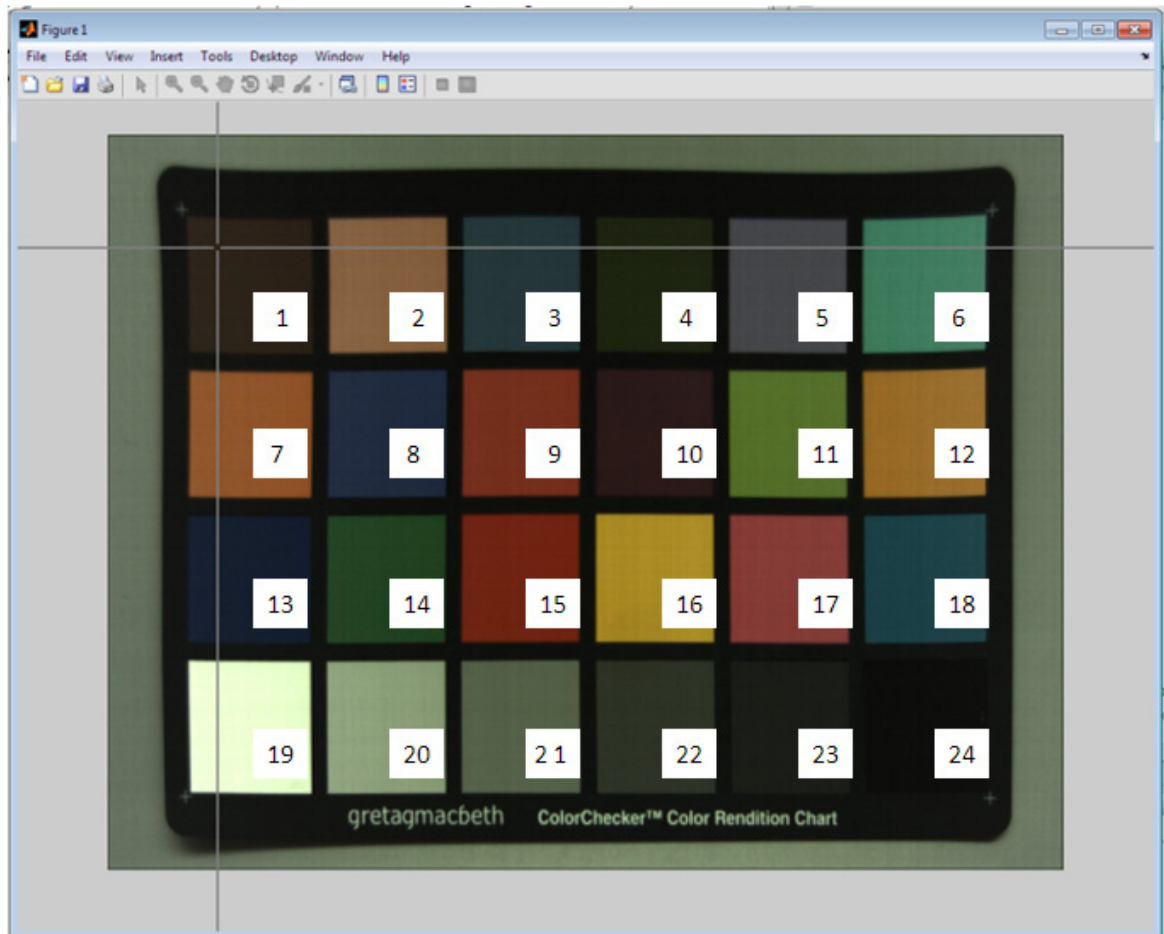 Figure 1
File Edit View Insert Tools Desktop Window Help
1 2 3 4 5 6
7 8 9 10 11 12
13 14 15 16 17 18
19 20 2 1 22 23 24
gretagmacbeth ColorChecker™ Color Rendition Chart